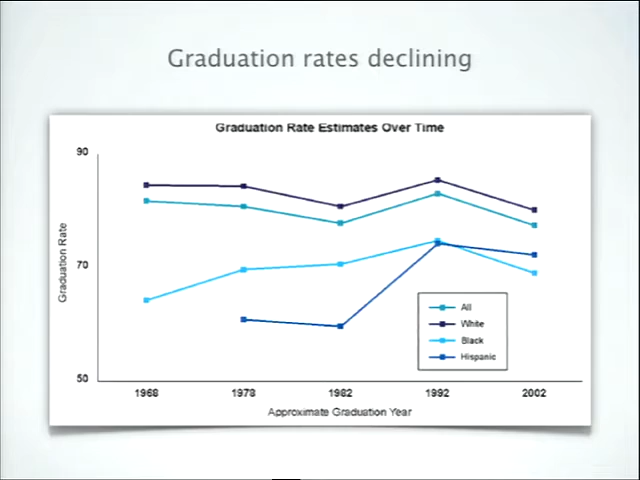 Graduation rates declining
Graduation Rate Estimates Over Time
90
70
50
Graduation Rate
1968
1978
1982
1992
2002
Approximate Graduation Year
All
White
Black
Hispanic